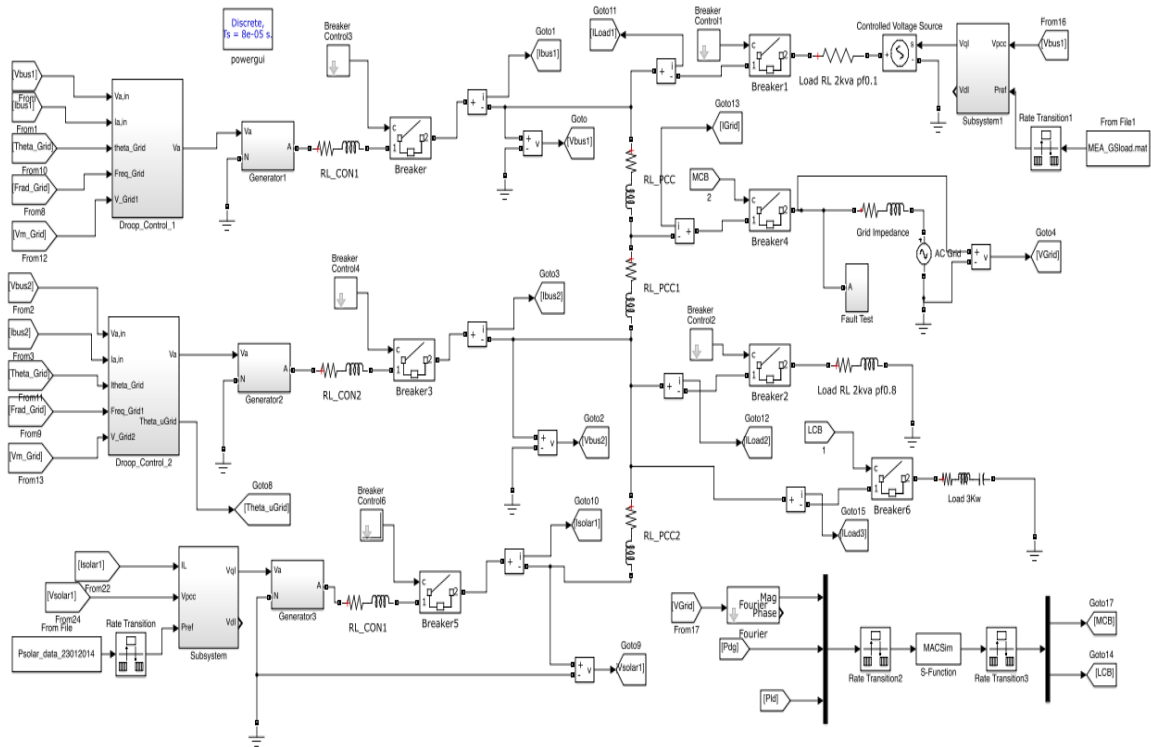 Discrete,
Ts = 8e-05 s.
powergui
Breaker
Control3
Goto1
[Ibus1]
Goto11
[ILoad1]
Breaker
Control1
Controlled Voltage Source
From16
[Vbus1]
Vql
Vpcc
Vdl
Pref
Subsystem1
Breaker1
Load RL 2kva pf0.1
Rate Transition1
From File1
MEA_GSload.mat
[Vbus1]
From
[Ibus1]
From1
[Theta_Grid]
From10
[Frad_Grid]
From8
[Vm_Grid]
From12
Va,in
Ia,in
theta_Grid
Freq_Grid
V_Grid1
Va
Droop_Control_1
Va
N
A
Generator1
RL_CON1
Breaker
Goto
[Vbus1]
Goto13
[IGrid]
RL_PCC
MCB
2
Breaker4
Grid Impedance
AC Grid
Goto4
[VGrid]
A
Fault Test
RL_PCC1
[Vbus2]
From2
[Ibus2]
From3
[Theta_Grid]
From11
[Frad_Grid]
From9
[Vm_Grid]
From13
Va,in
Ia,in
Itheta_Grid
Freq_Grid1
V_Grid2
Va
Theta_uGrid
Droop_Control_2
Goto8
[Theta_uGrid]
Va
N
A
Generator2
RL_CON2
Breaker
Control4
Breaker3
Goto3
[Ibus2]
Goto2
[Vbus2]
Breaker
Control2
Breaker2
Load RL 2kva pf0.8
Goto12
[ILoad2]
LCB
1
Breaker6
Load 3Kw
Goto15
[ILoad3]
RL_PCC2
Breaker
Control6
Goto10
[Isolar1]
[Isolar1]
From22
[Vsolar1]
From24
From File
Psolar_data_23012014
Rate Transition
IL
Vpcc
Pref
Vql
Vdl
Subsystem
Va
N
A
Generator3
RL_CON1
Breaker5
Goto9
[Vsolar1]
[VGrid]
From17
Fourier
Mag
Phase
Fourier
[Pdg]
[Pld]
Rate Transition2
MACSim
S-Function
Rate Transition3
Goto17
[MCB]
Goto14
[LCB]